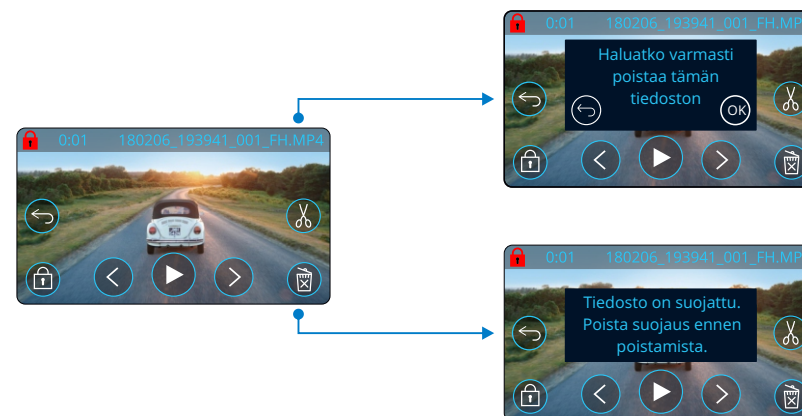 0:01 180206_193941_001_FH.MP
Haluatko varmasti
poistaa tämän
tiedoston
OK
0:01 180206_193941_001_FH.MP4
0:01 180206_193941_001_FH.MP
Tiedosto on suojattu.
Poista suojaus ennen
poistamista.